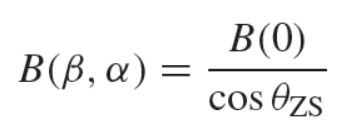 B(β, α) = B(0) / cos θ_ZS